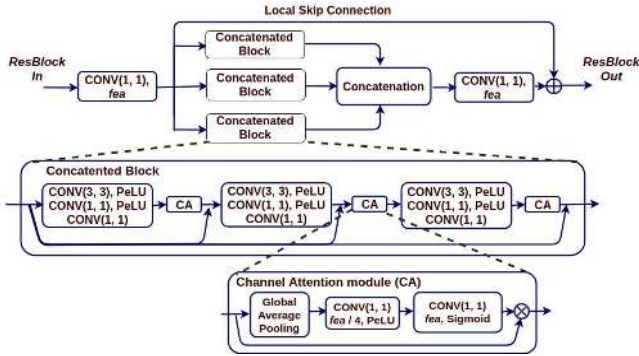 Local Skip Connection
ResBlock
In
CONV(1, 1),
fea
Concatenated
Block
Concatenated
Block
Concatenated
Block
Concatenation
CONV(1, 1),
fea
ResBlock
Out
Concatented Block
CONV(3, 3), PeLU
CONV(1, 1), PeLU
CONV(1, 1)
CA
CONV(3, 3), PeLU
CONV(1, 1), PeLU
CONV(1, 1)
CA
CONV(3, 3), PeLU
CONV(1, 1), PeLU
CONV(1, 1)
CA
Channel Attention module (CA)
Global
Average
Pooling
CONV(1, 1)
fea / 4, PeLU
CONV(1, 1)
fea, Sigmoid